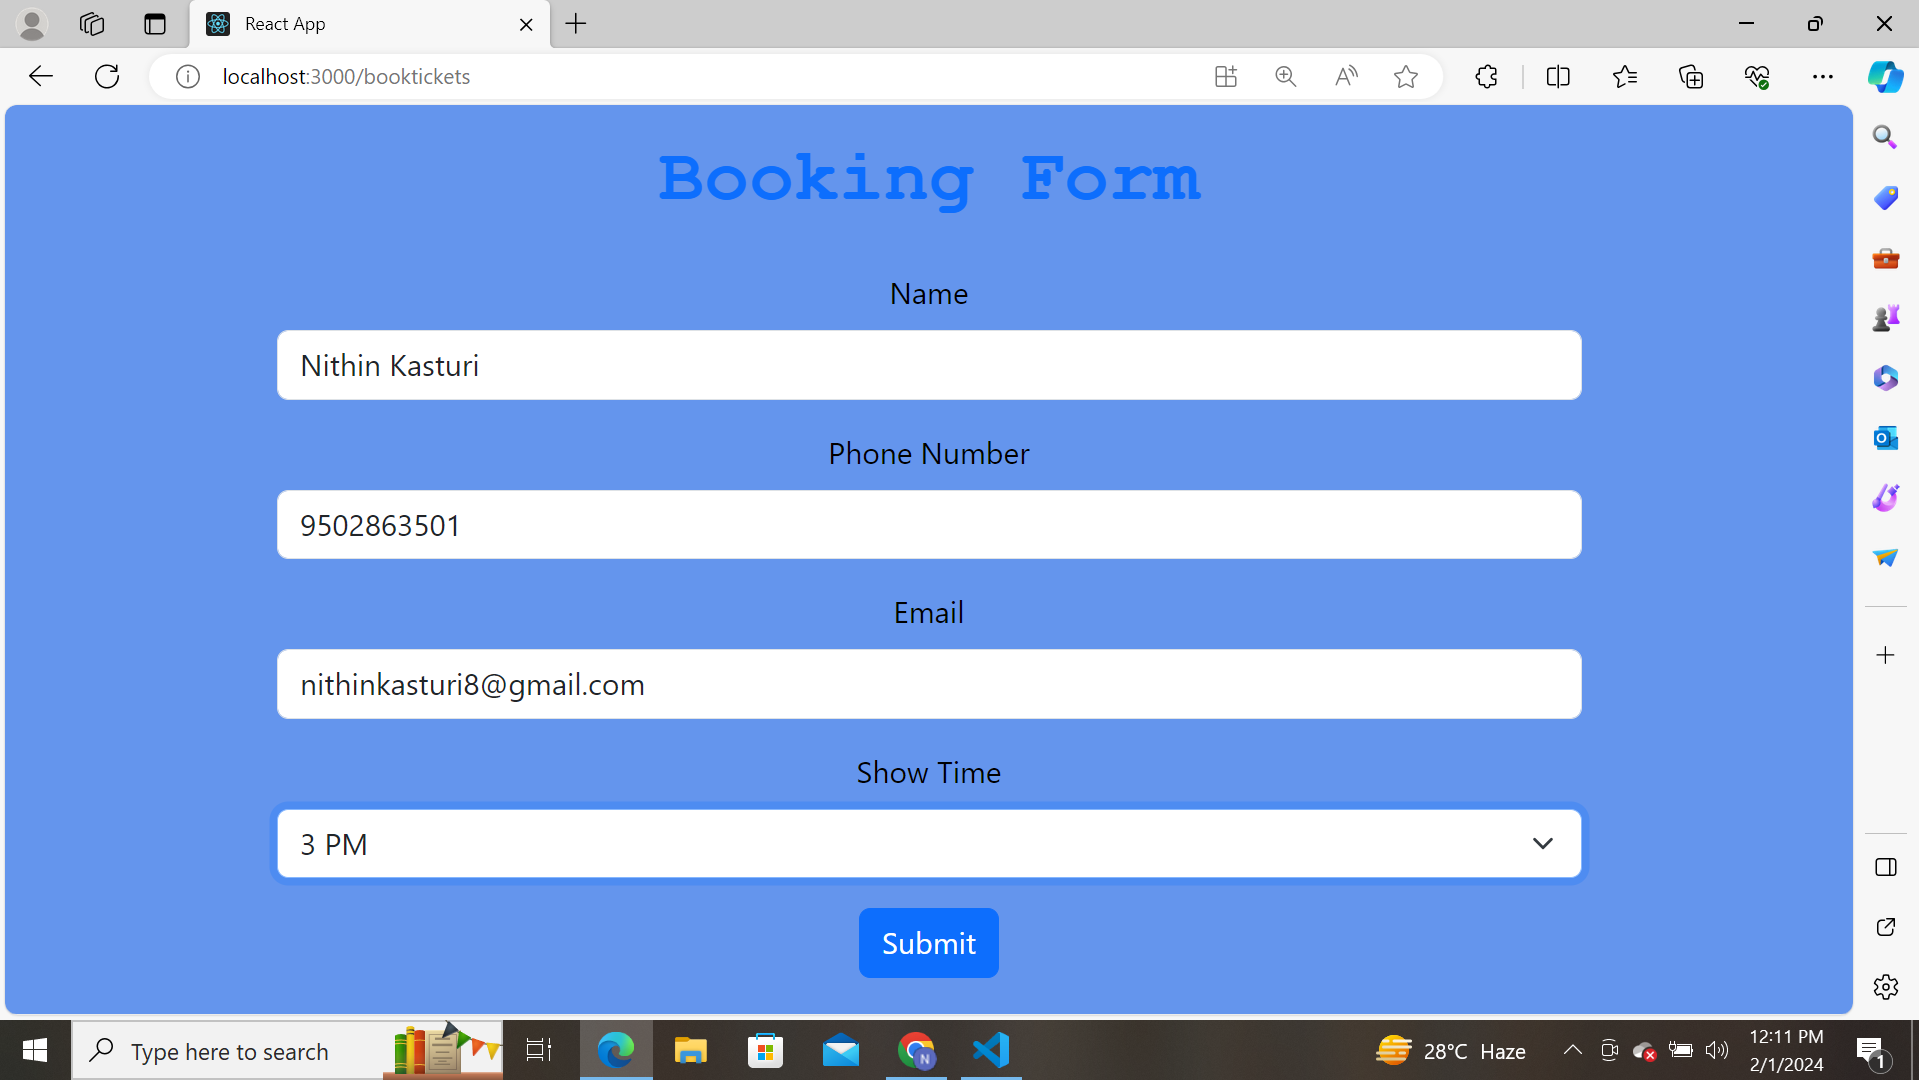 React App
localhost:3000/booktickets
Booking Form
Name
Nithin Kasturi
Phone Number
9502863501
Email
nithinkasturi8@gmail.com
Show Time
3 PM
Submit
Type here to search
N
28°C Haze
12:11 PM
2/1/2024
1